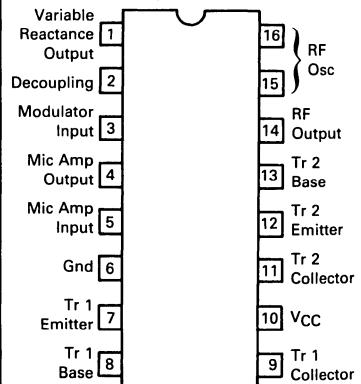 Variable
Reactance
Output
1
Decoupling
2
Modulator
Input
3
Mic Amp
Output
4
Mic Amp
Input
5
Gnd
6
Tr 1
Emitter
7
Tr 1
Base
8
16
15
RF
Osc
14
RF
Output
13
Tr 2
Base
12
Tr 2
Emitter
11
Tr 2
Collector
10
VCC
9
Tr 1
Collector